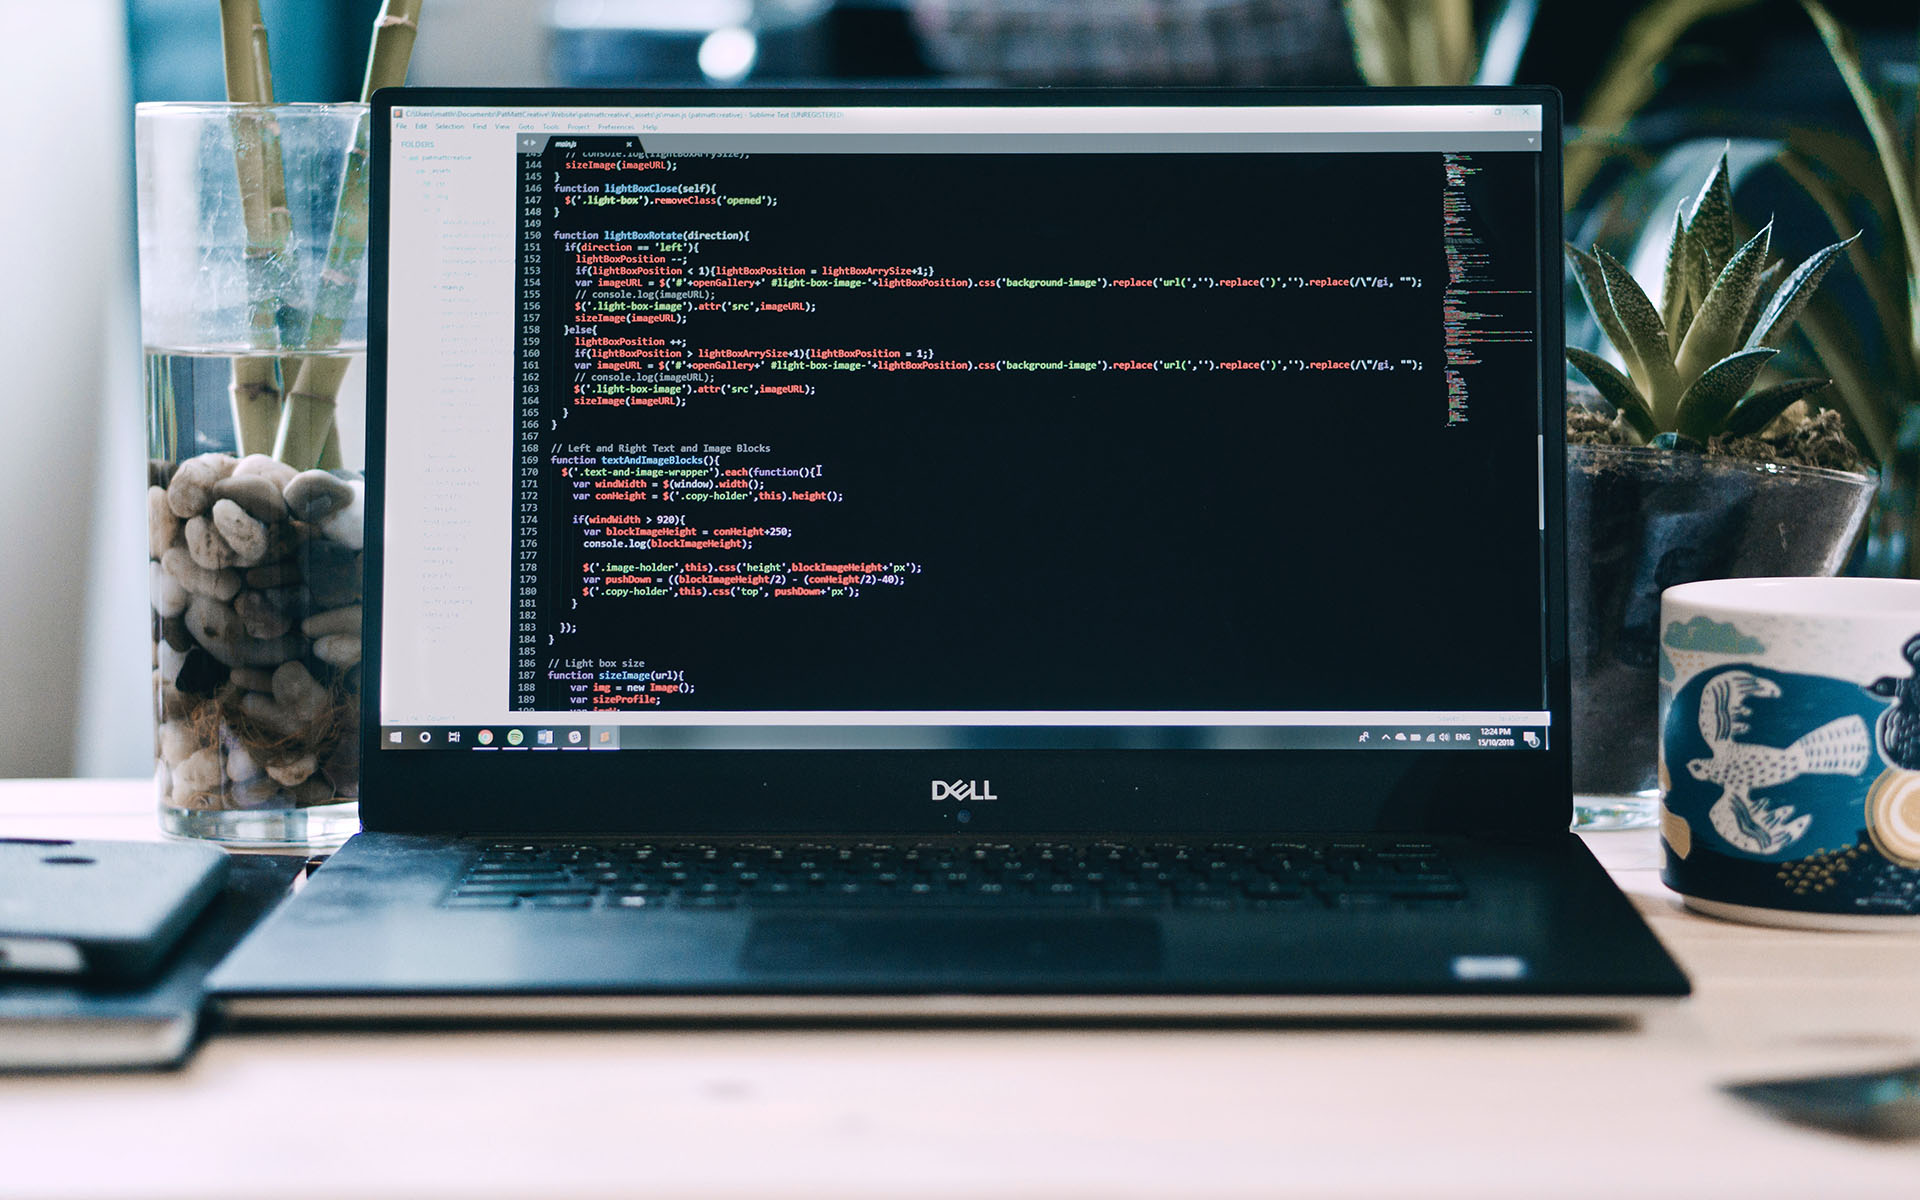 C:\Users\matth\Documents\PatMattCreative\Website\patmattcreative\_assets\js\main.js (patmattcreative) - Sublime Text (UNREGISTERED)
File Edit Selection Find View Goto Tools Project Preferences Help
FOLDERS
main.js
143 // console.log(lightBoxArrySize);
144 sizeImage(imageURL);
145 }
146 function lightBoxClose(self){
147 $('.light-box').removeClass('opened');
148 }
149
150 function lightBoxRotate(direction){
151 if(direction == 'left'){
152 lightBoxPosition --;
153 if(lightBoxPosition < 1){lightBoxPosition = lightBoxArrySize+1;}
154 var imageURL = $('#'+openGallery+' #light-box-image-'+lightBoxPosition).css('background-image').replace('url(','').replace(')','').replace(/\"/gi, "");
155 // console.log(imageURL);
156 $('.light-box-image').attr('src',imageURL);
157 sizeImage(imageURL);
158 }else{
159 lightBoxPosition ++;
160 if(lightBoxPosition > lightBoxArrySize+1){lightBoxPosition = 1;}
161 var imageURL = $('#'+openGallery+' #light-box-image-'+lightBoxPosition).css('background-image').replace('url(','').replace(')','').replace(/\"/gi, "");
162 // console.log(imageURL);
163 $('.light-box-image').attr('src',imageURL);
164 sizeImage(imageURL);
165 }
166 }
167
168 // Left and Right Text and Image Blocks
169 function textAndImageBlocks(){
170 $('.text-and-image-wrapper').each(function(){
171 var windWidth = $(window).width();
172 var conHeight = $('.copy-holder',this).height();
173
174 if(windWidth > 920){
175 var blockImageHeight = conHeight+250;
176 console.log(blockImageHeight);
177
178 $('.image-holder',this).css('height',blockImageHeight+'px');
179 var pushDown = ((blockImageHeight/2) - (conHeight/2)-40);
180 $('.copy-holder',this).css('top', pushDown+'px');
181 }
182
183 });
184 }
185
186 // Light box size
187 function sizeImage(url){
188 var img = new Image();
189 var sizeProfile;
190
ENG
12:24 PM
15/10/2018
DELL